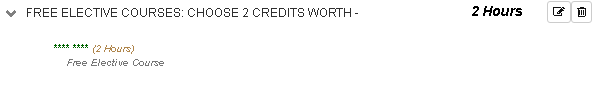 FREE ELECTIVE COURSES: CHOOSE 2 CREDITS WORTH - 2 Hours
**** **** (2 Hours)
Free Elective Course